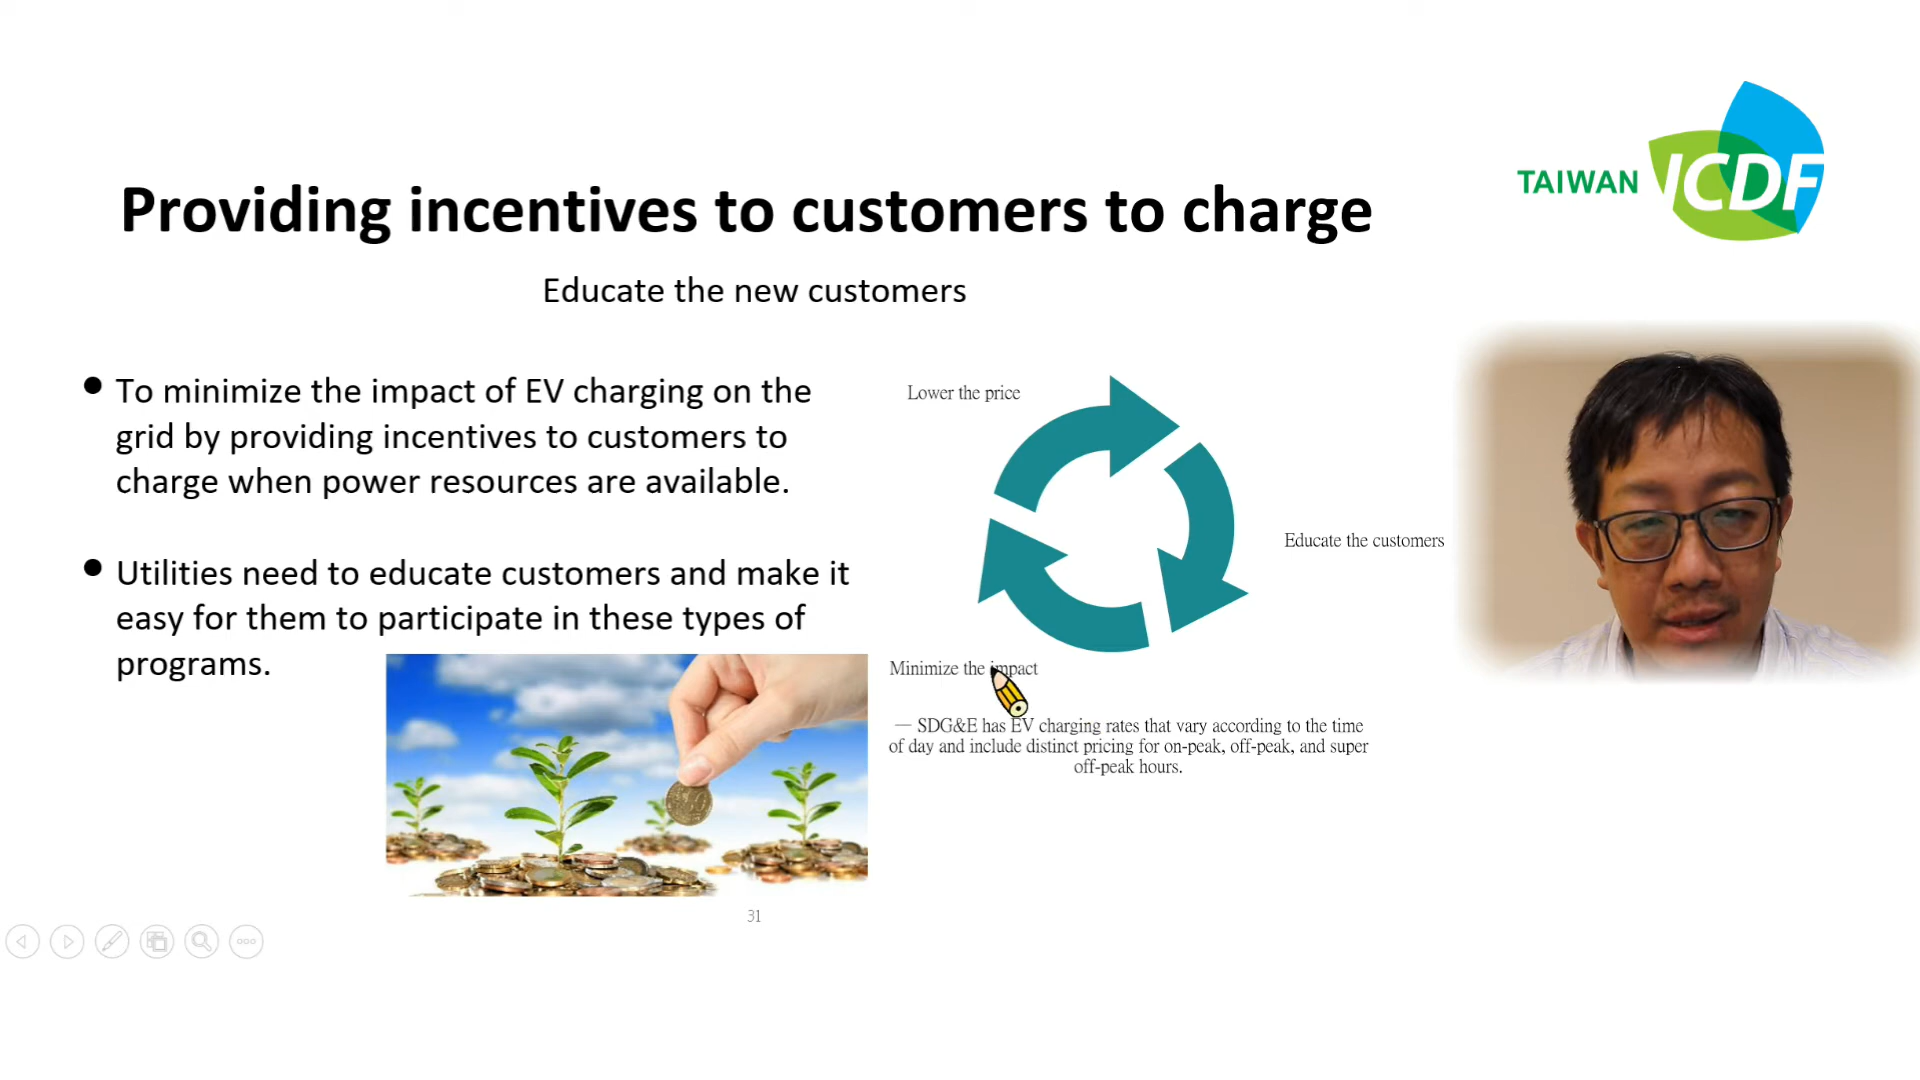 TAIWAN ICDF
Providing incentives to customers to charge
Educate the new customers
● To minimize the impact of EV charging on the
grid by providing incentives to customers to
charge when power resources are available.
● Utilities need to educate customers and make it
easy for them to participate in these types of
programs.
Lower the price
Educate the customers
Minimize the impact
— SDG&E has EV charging rates that vary according to the time
of day and include distinct pricing for on-peak, off-peak, and super
off-peak hours.
31